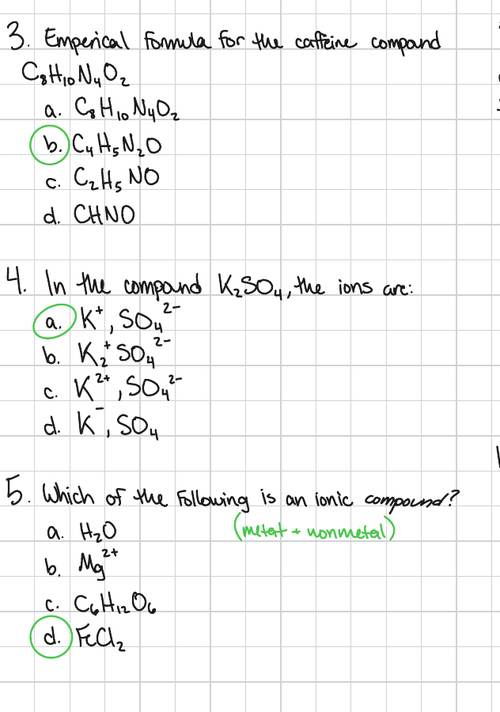 3. Emperical formula for the caffeine compound
C₈H₁₀N₄O₂
a. C₈H₁₀N₄O₂
b. C₄H₅N₂O
c. C₂H₅NO
d. CHNO
4. In the compound K₂SO₄, the ions are:
a. K⁺, SO₄²⁻
b. K₂⁺SO₄²⁻
c. K²⁺, SO₄²⁻
d. K⁻, SO₄
5. Which of the following is an ionic compound?
a. H₂O (metal + nonmetal)
b. Mg²⁺
c. C₆H₁₂O₆
d. FeCl₂